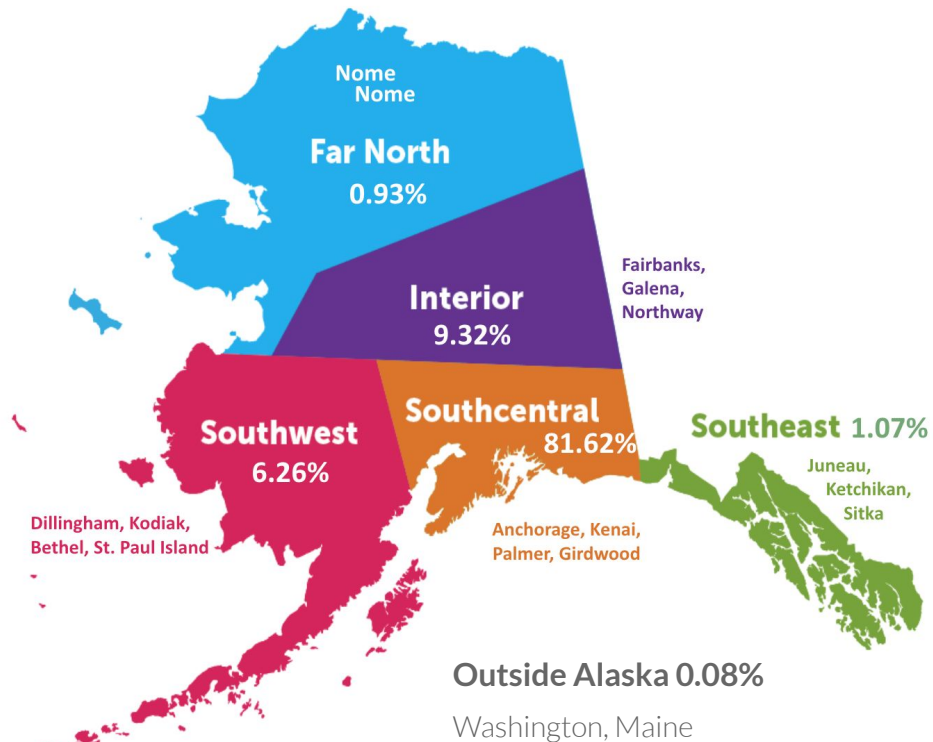 Nome
Nome
Far North
0.93%
Interior
9.32%
Fairbanks,
Galena,
Northway
Southwest
6.26%
Southcentral
81.62%
Southeast 1.07%
Juneau,
Ketchikan,
Sitka
Dillingham, Kodiak,
Bethel, St. Paul Island
Anchorage, Kenai,
Palmer, Girdwood
Outside Alaska 0.08%
Washington, Maine